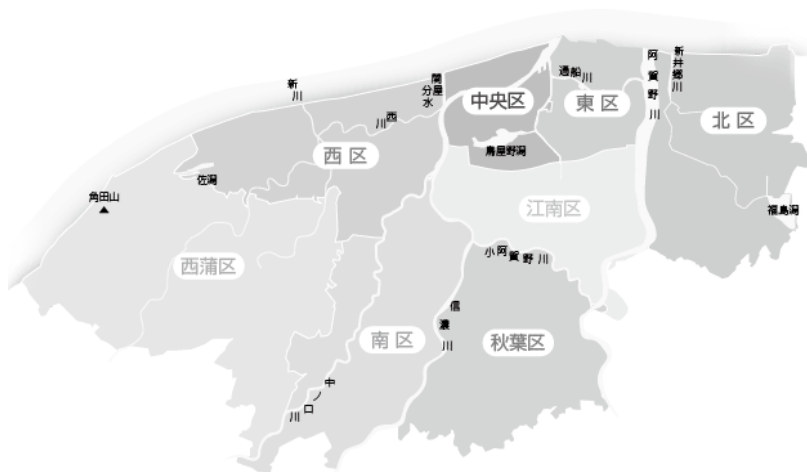 新川
関屋分水
西川
中央区
通船川
東区
阿賀野川
新井郷川
北区
西区
鳥屋野潟
佐潟
角田山
江南区
福島潟
西蒲区
小阿賀野川
南区
信濃川
秋葉区
中ノ口川